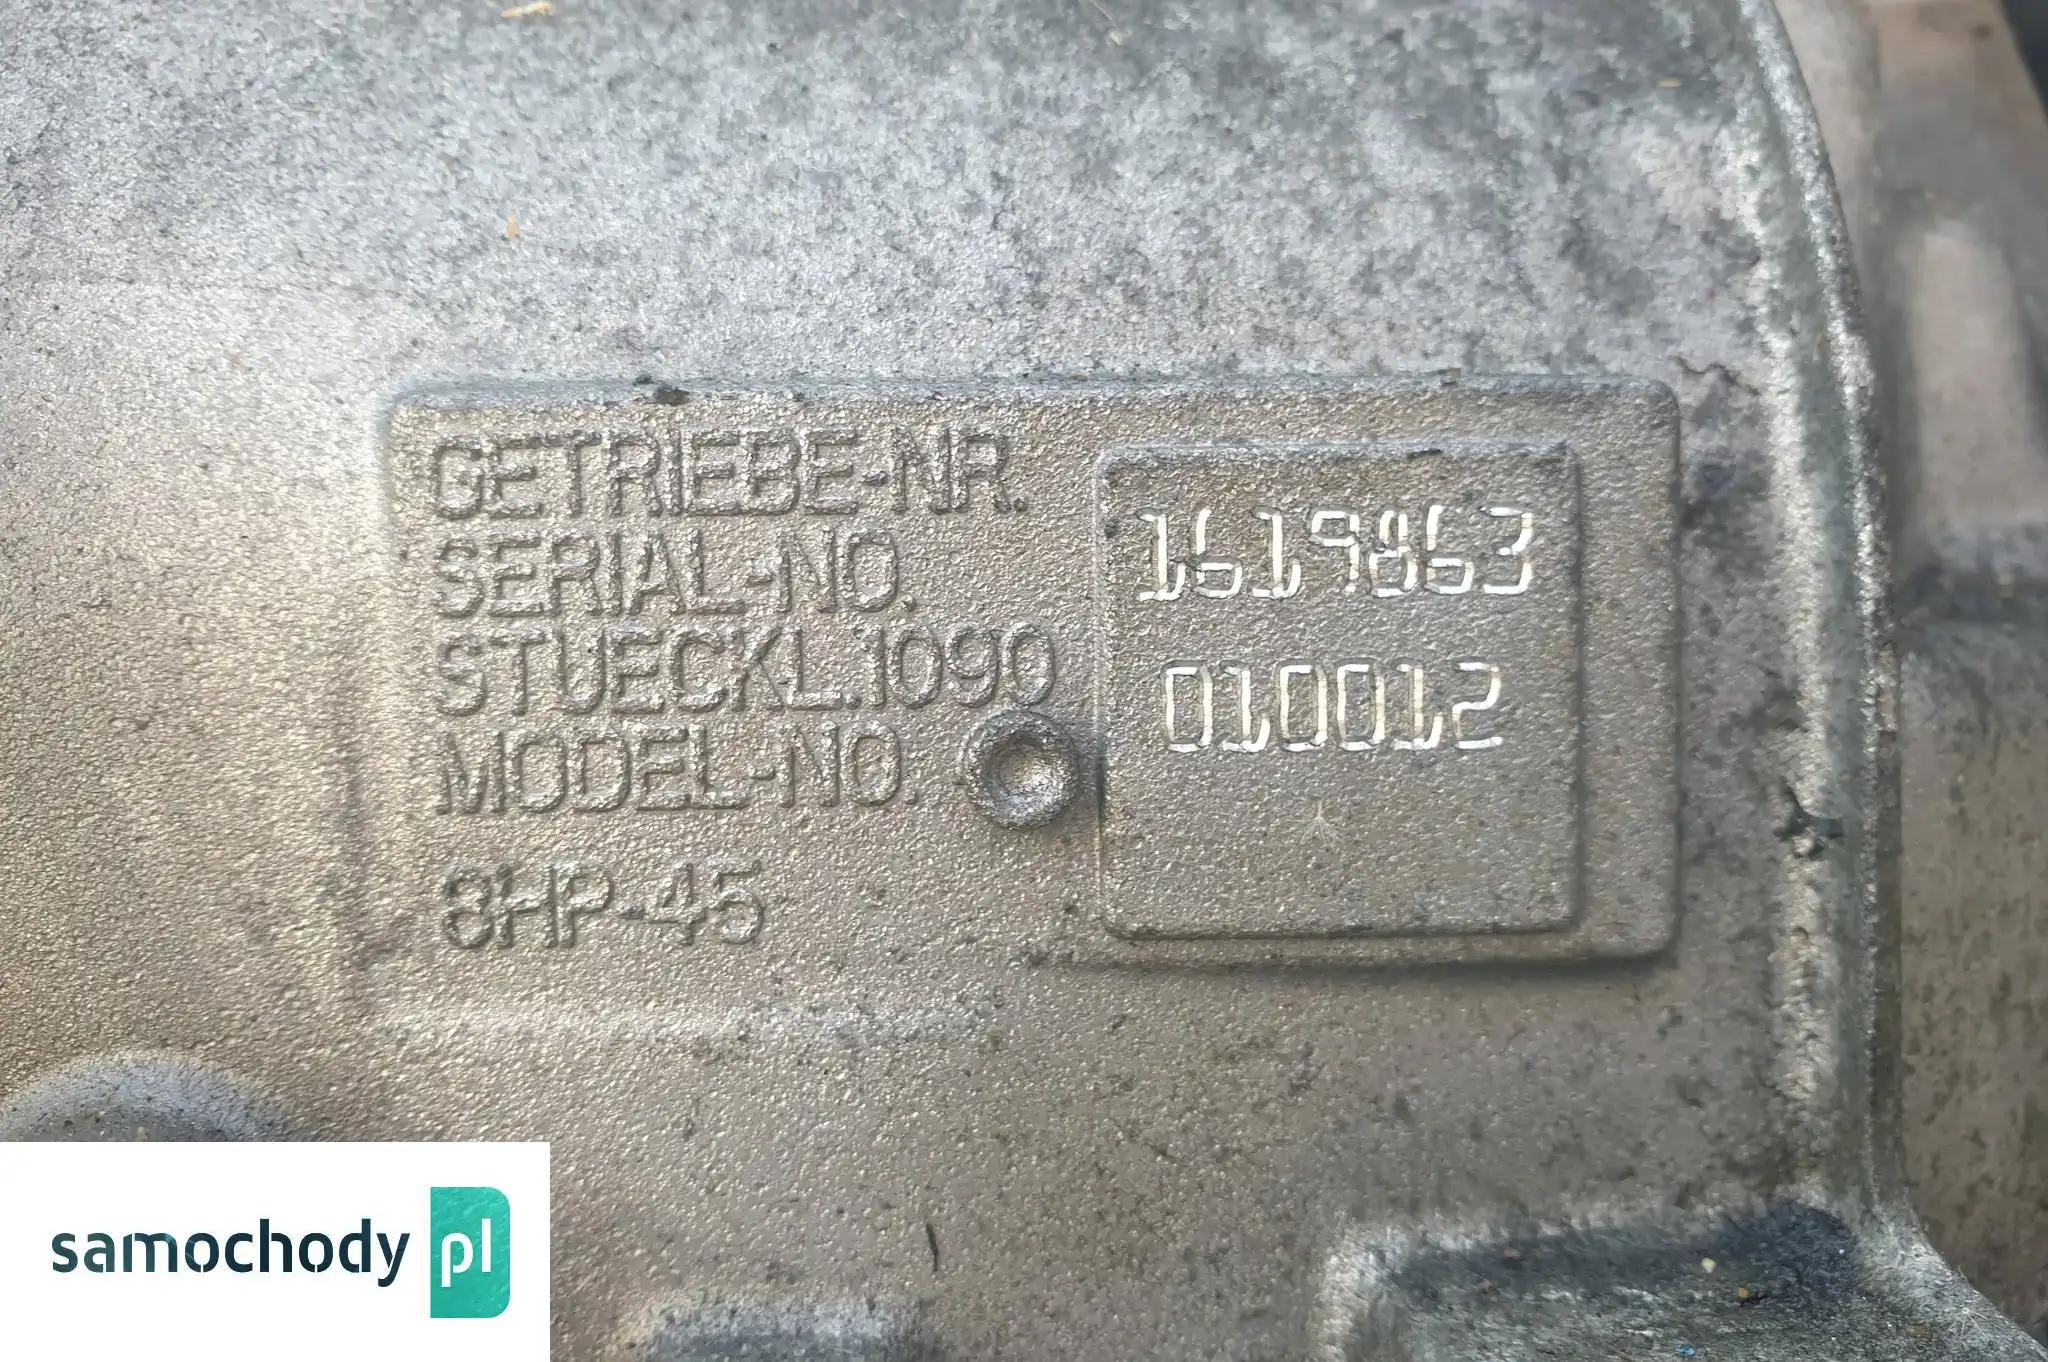 GETRIEBE-NR.
SERIAL-NO. 1619863
STUECKL.1090
MODEL-NO. 010012
8HP-45
samochody pl